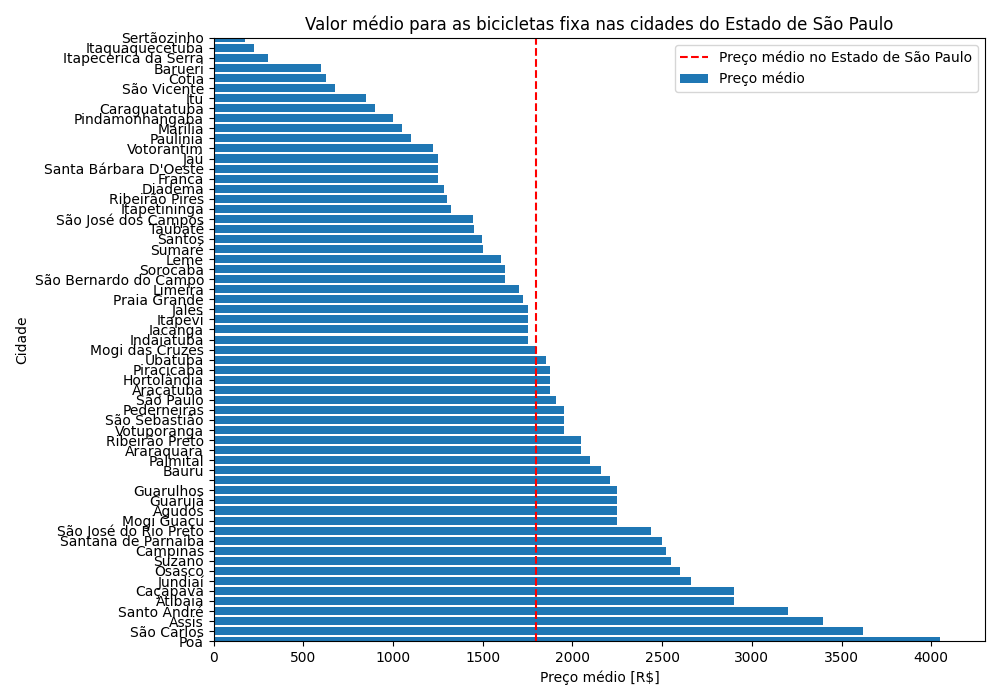 Valor médio para as bicicletas fixa nas cidades do Estado de São Paulo
Preço médio no Estado de São Paulo
Preço médio
Cidade
Sertãozinho
Itaquaquecetuba
Itapecerica da Serra
Barueri
Cotia
São Vicente
Itu
Caraguatatuba
Pindamonhangaba
Marília
Paulínia
Votorantim
Jaú
Santa Bárbara D'Oeste
Franca
Diadema
Ribeirão Pires
Itapetininga
São José dos Campos
Taubaté
Santos
Sumaré
Leme
Sorocaba
São Bernardo do Campo
Limeira
Praia Grande
Jales
Itapevi
Iacanga
Indaiatuba
Mogi das Cruzes
Ubatuba
Piracicaba
Hortolândia
Araçatuba
São Paulo
Pederneiras
São Sebastião
Votuporanga
Ribeirão Preto
Araraquara
Palmital
Bauru
Guarulhos
Guarujá
Agudos
Mogi Guaçu
São José do Rio Preto
Santana de Parnaíba
Campinas
Suzano
Osasco
Jundiaí
Caçapava
Atibaia
Santo André
Assis
São Carlos
Poá
0 500 1000 1500 2000 2500 3000 3500 4000
Preço médio [R$]